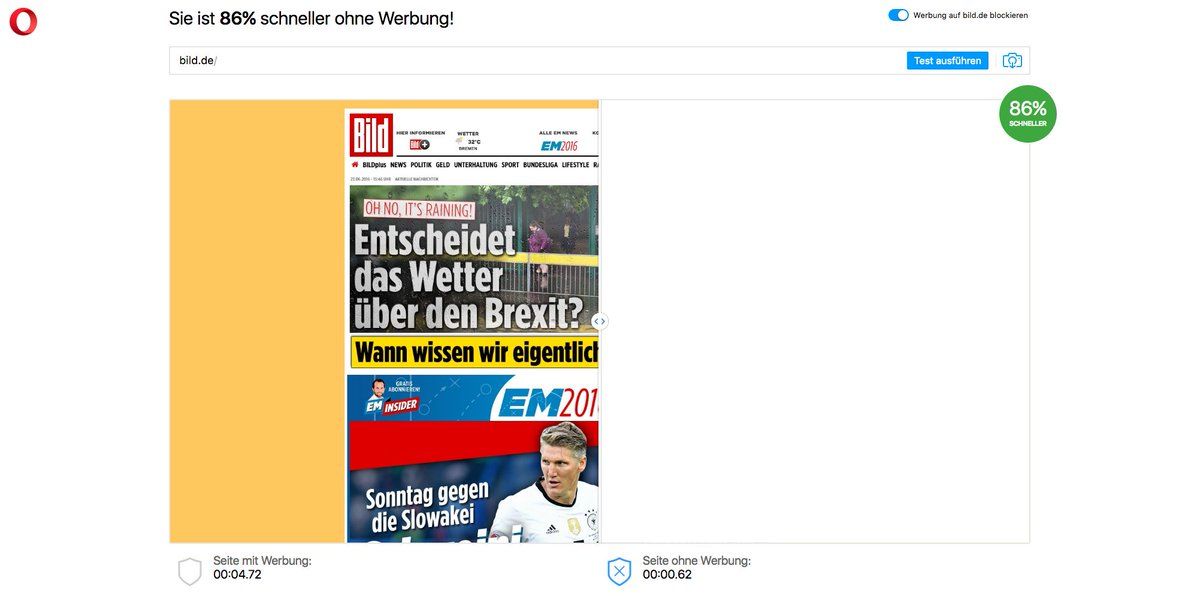 Sie ist 86% schneller ohne Werbung!
Werbung auf bild.de blockieren
bild.de/
Test ausführen
86%
SCHNELLER
Bild
HIER INFORMIEREN
Bild+
WETTER
32°C
BREMEN
ALLE EM NEWS
EM2016
BILDplus NEWS POLITIK GELD UNTERHALTUNG SPORT BUNDESLIGA LIFESTYLE
AKTUELLE NACHRICHTEN
OH NO, IT'S RAINING!
Entscheidet
das Wetter
über den Brexit?
Wann wissen wir eigentlich
GRATIS
ABONNIEREN!
EM INSIDER
EM2016
Sonntag gegen
die Slowakei
Seite mit Werbung:
00:04.72
Seite ohne Werbung:
00:00.62